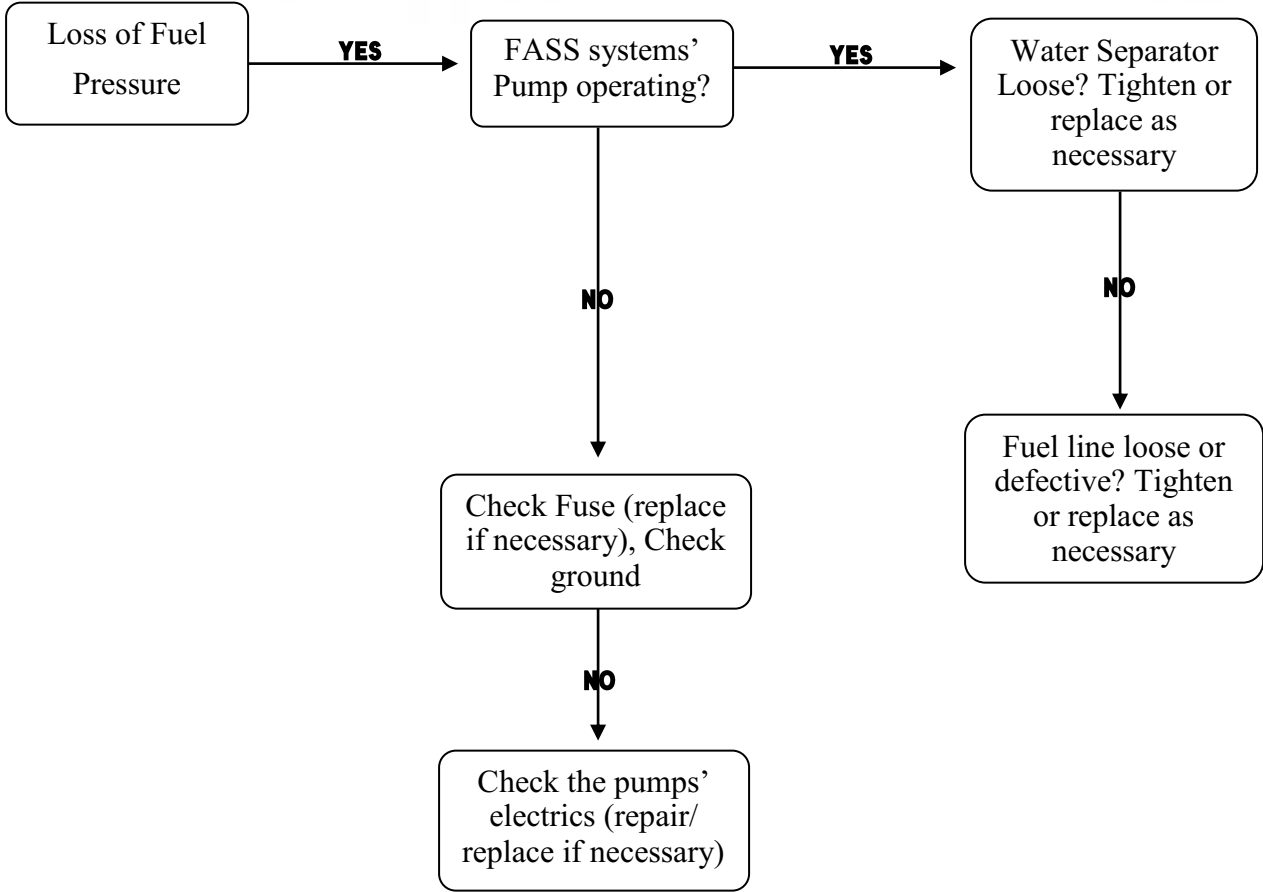 Loss of Fuel
Pressure
YES
FASS systems’
Pump operating?
YES
Water Separator
Loose? Tighten or
replace as
necessary
NO
NO
Fuel line loose or
defective? Tighten
or replace as
necessary
Check Fuse (replace
if necessary), Check
ground
NO
Check the pumps’
electrics (repair/
replace if necessary)